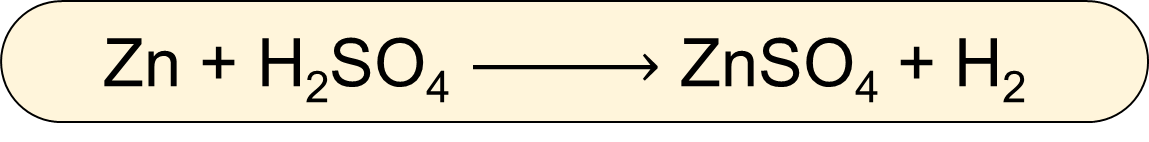 Zn + H₂SO₄ ⟶ ZnSO₄ + H₂